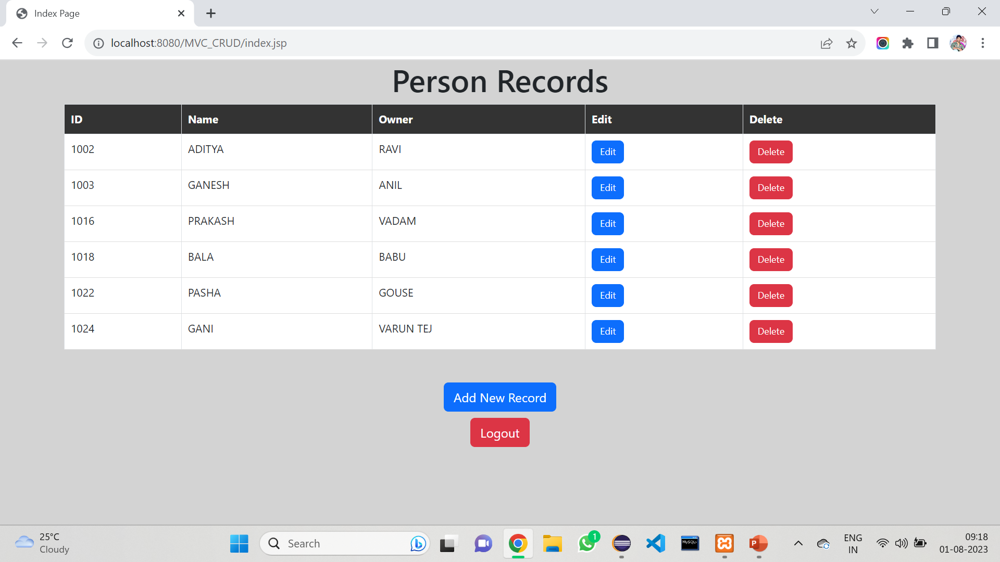 Index Page
localhost:8080/MVC_CRUD/index.jsp
Person Records
ID Name Owner Edit Delete
1002 ADITYA RAVI Edit Delete
1003 GANESH ANIL Edit Delete
1016 PRAKASH VADAM Edit Delete
1018 BALA BABU Edit Delete
1022 PASHA GOUSE Edit Delete
1024 GANI VARUN TEJ Edit Delete
Add New Record
Logout
25°C
Cloudy
Search
1
MySQL>
P
ENG
IN
09:18
01-08-2023